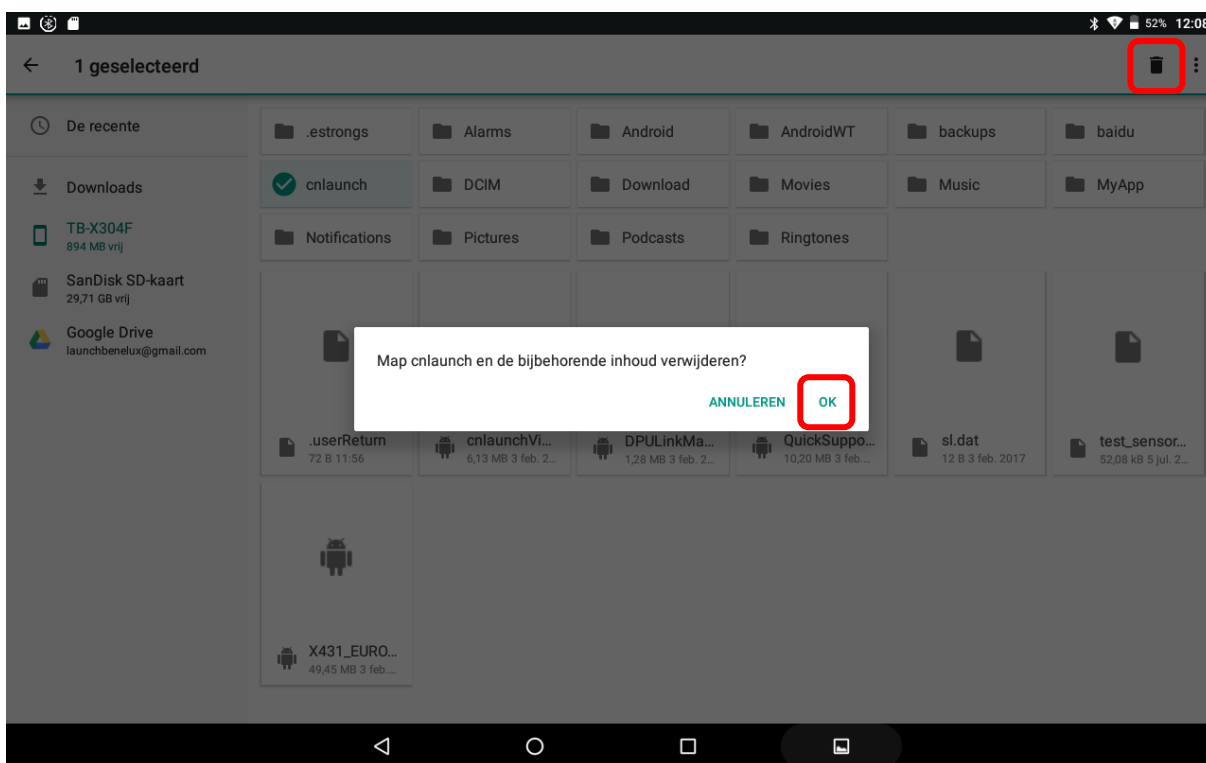 52% 12:08
1 geselecteerd
De recente
Downloads
TB-X304F
894 MB vrij
SanDisk SD-kaart
29,71 GB vrij
Google Drive
launchbenelux@gmail.com
.estrongs
Alarms
Android
AndroidWT
backups
baidu
cnlaunch
DCIM
Download
Movies
Music
MyApp
Notifications
Pictures
Podcasts
Ringtones
Map cnlaunch en de bijbehorende inhoud verwijderen?
ANNULEREN OK
.userReturn
72 B 11:56
cnlaunchVi...
6,13 MB 3 feb. 2...
DPULinkMa...
1,28 MB 3 feb. 2...
QuickSuppo...
10,20 MB 3 feb....
sl.dat
12 B 3 feb. 2017
test_sensor...
52,08 kB 5 jul. 2...
X431_EURO...
49,45 MB 3 feb....